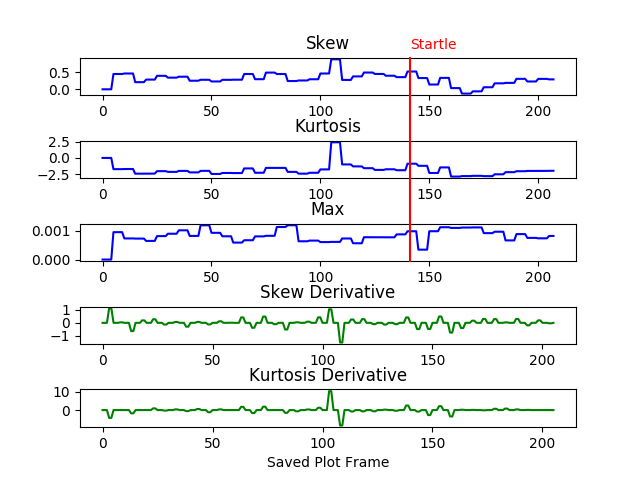 Startle
Skew
0.5
0.0
0 50 100 150 200
Kurtosis
2.5
0.0
−2.5
0 50 100 150 200
Max
0.001
0.000
0 50 100 150 200
Skew Derivative
1
0
−1
0 50 100 150 200
Kurtosis Derivative
10
0
0 50 100 150 200
Saved Plot Frame